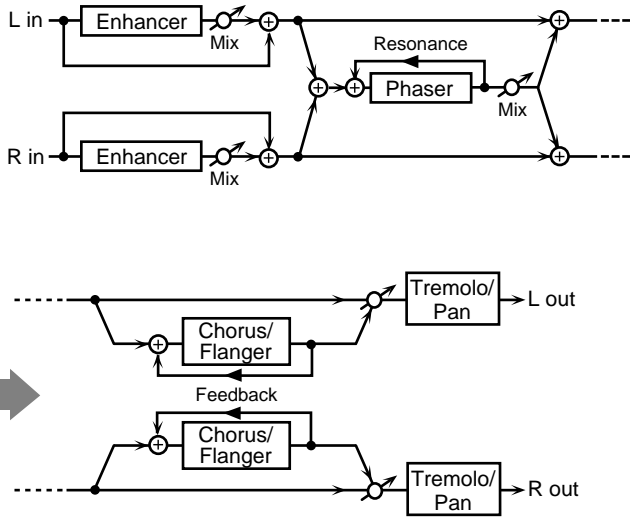 L in
Enhancer
Mix
Resonance
Phaser
Mix
R in
Enhancer
Mix
Tremolo/
Pan
L out
Chorus/
Flanger
Feedback
Chorus/
Flanger
Tremolo/
Pan
R out